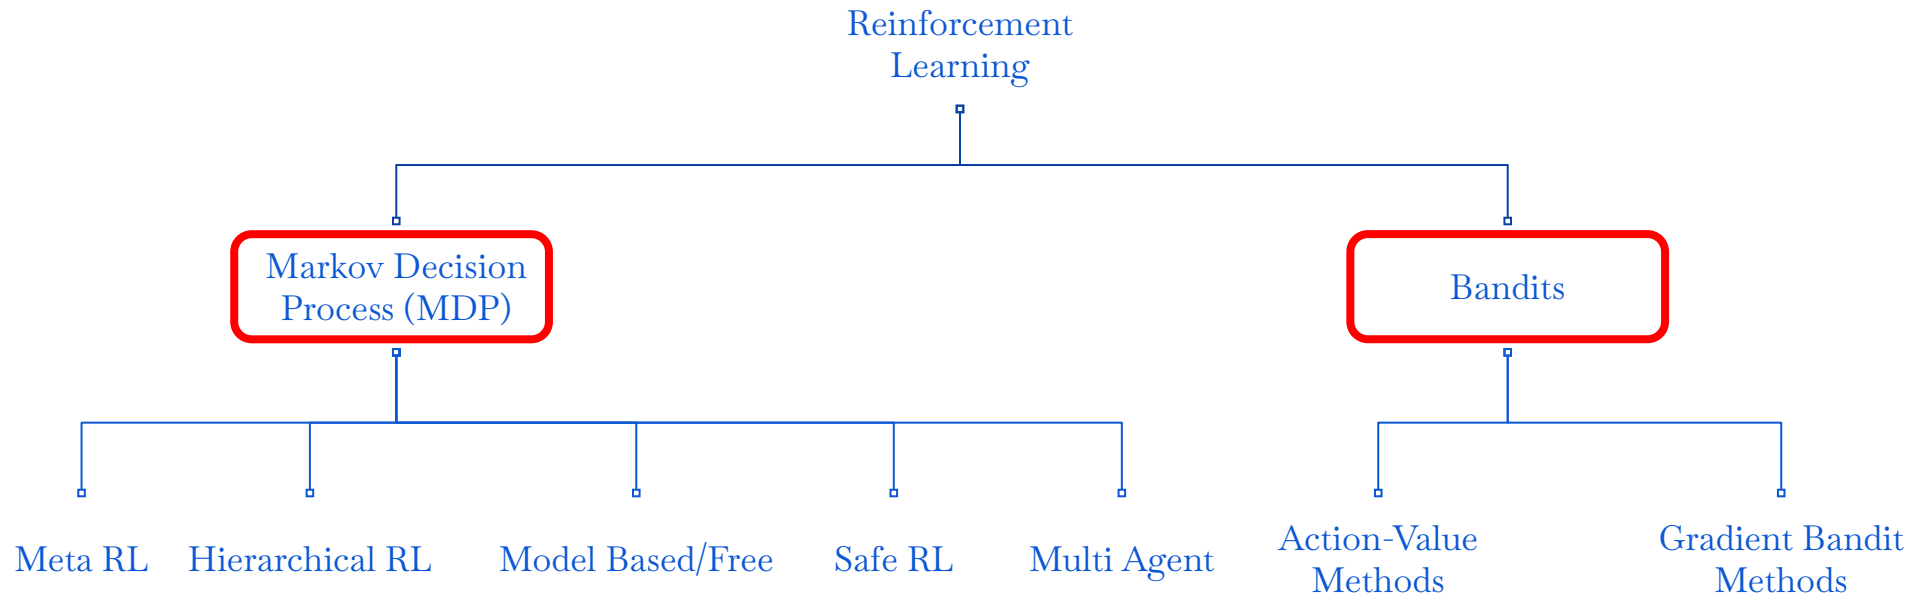 Reinforcement
Learning
Markov Decision
Process (MDP)
Bandits
Meta RL
Hierarchical RL
Model Based/Free
Safe RL
Multi Agent
Action-Value
Methods
Gradient Bandit
Methods